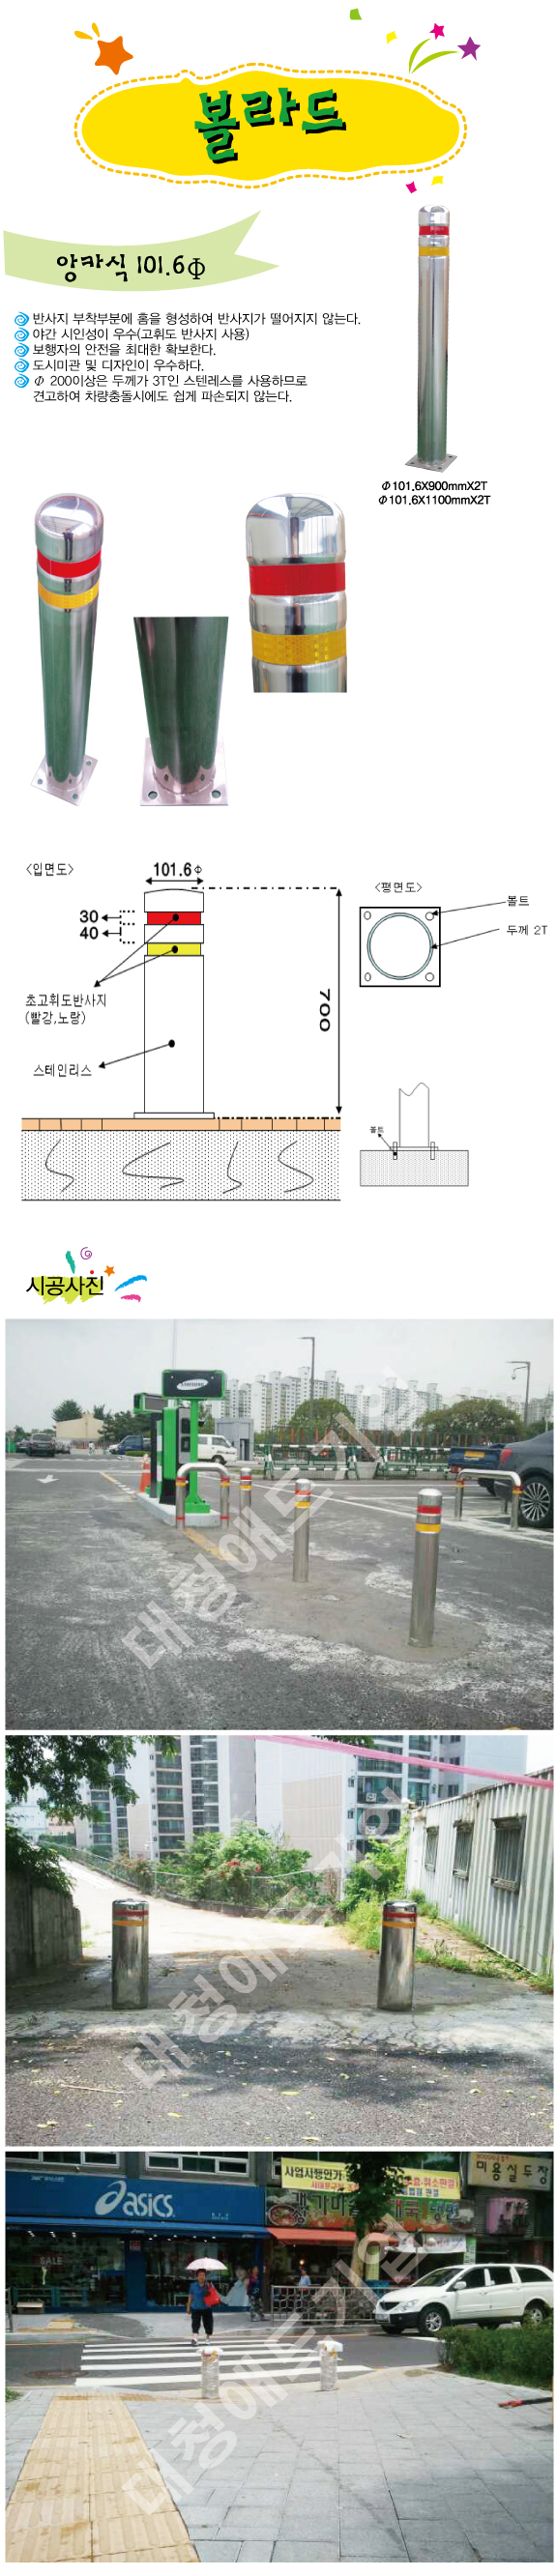 볼라드
앙카식 101.6Φ
반사지 부착부분에 홈을 형성하여 반사지가 떨어지지 않는다.
야간 시인성이 우수(고휘도 반사지 사용)
보행자의 안전을 최대한 확보한다.
도시미관 및 디자인이 우수하다.
Φ 200이상은 두께가 3T인 스텐레스를 사용하므로
견고하여 차량충돌시에도 쉽게 파손되지 않는다.
Φ101.6X900mmX2T
Φ101.6X1100mmX2T
<입면도>
101.6Φ
30
40
초고휘도반사지
(빨강,노랑)
스테인리스
700
<평면도>
볼트
두께 2T
볼트
시공사진
대청애드기업
대청애드기업
asics
SALE
사업시행인가
미용실두장
대청애드기업